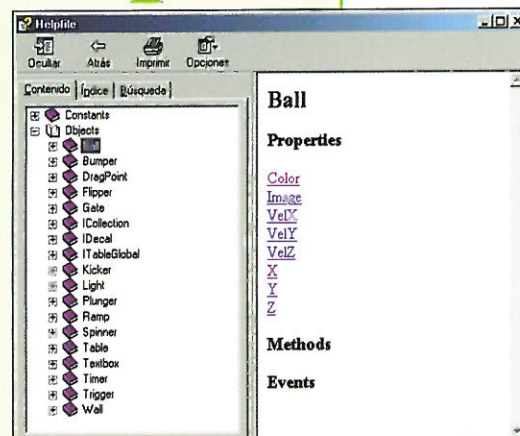 Helpfile
Ocultar Atrás Imprimir Opciones
Contenido Índice Búsqueda
Constants
Objects
Ball
Bumper
DragPoint
Flipper
Gate
ICollection
IDecal
ITableGlobal
Kicker
Light
Plunger
Ramp
Spinner
Table
Textbox
Timer
Trigger
Wall
Ball
Properties
Color
Image
VelX
VelY
VelZ
X
Y
Z
Methods
Events